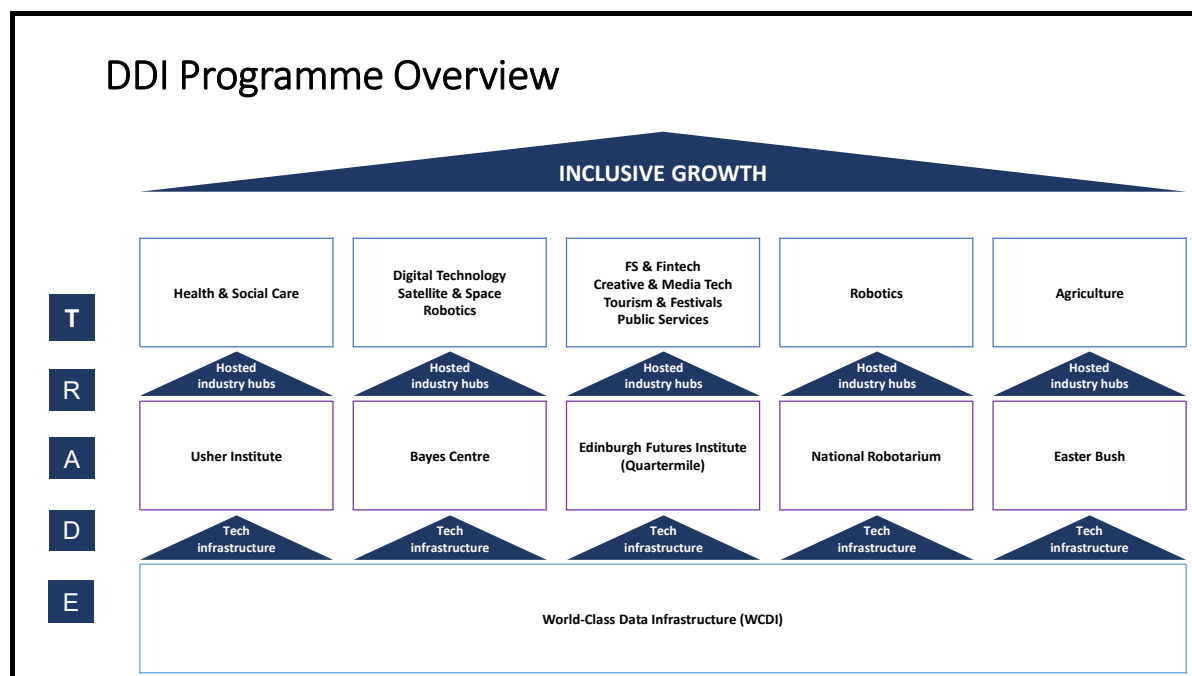 DDI Programme Overview
INCLUSIVE GROWTH
T
R
A
D
E
Health & Social Care
Digital Technology
Satellite & Space
Robotics
FS & Fintech
Creative & Media Tech
Tourism & Festivals
Public Services
Robotics
Agriculture
Hosted
industry hubs
Hosted
industry hubs
Hosted
industry hubs
Hosted
industry hubs
Hosted
industry hubs
Usher Institute
Bayes Centre
Edinburgh Futures Institute
(Quartermile)
National Robotarium
Easter Bush
Tech
infrastructure
Tech
infrastructure
Tech
infrastructure
Tech
infrastructure
Tech
infrastructure
World-Class Data Infrastructure (WCDI)